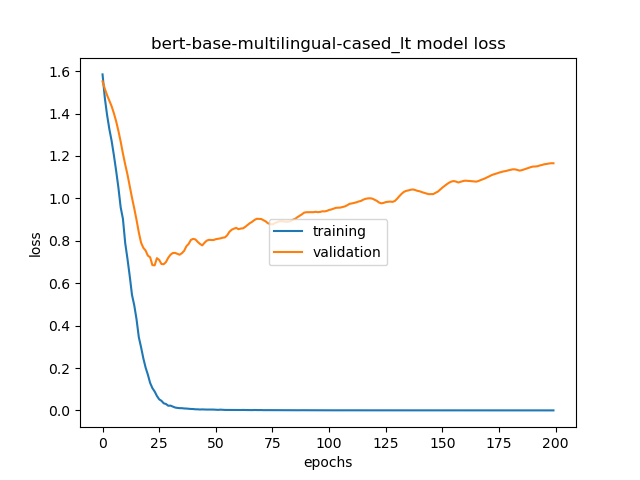 bert-base-multilingual-cased_lt model loss
1.6
1.4
1.2
1.0
0.8
0.6
0.4
0.2
0.0
loss
training
validation
0 25 50 75 100 125 150 175 200
epochs